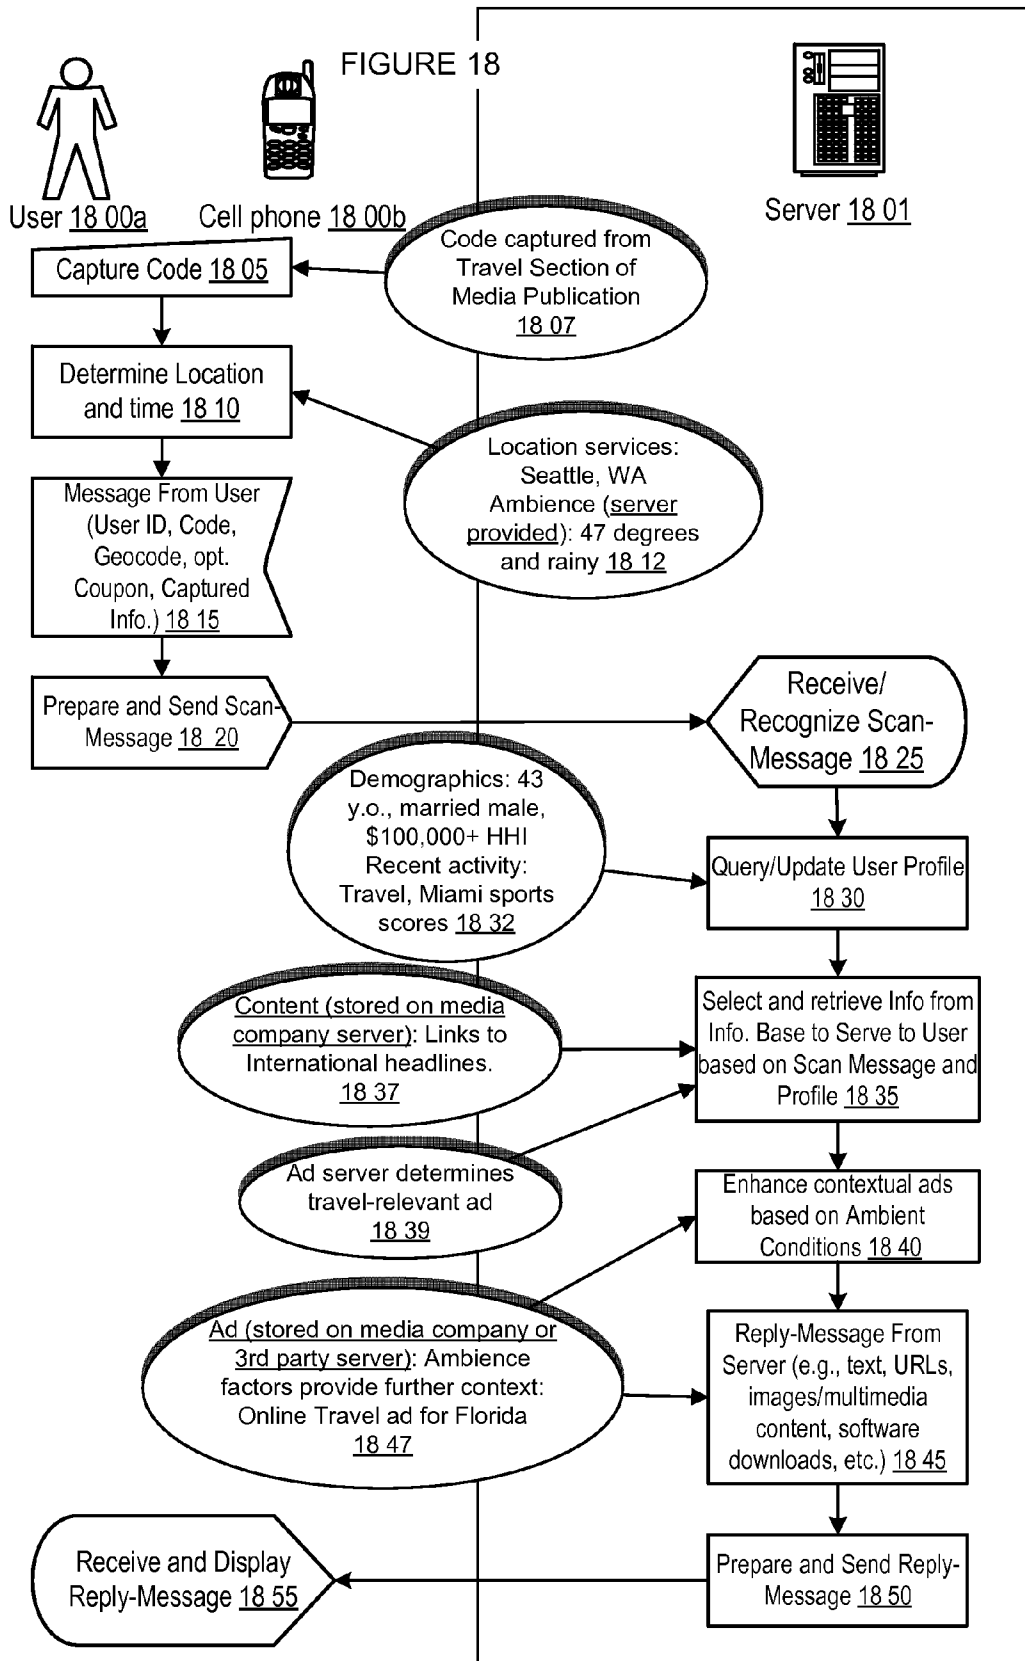 FIGURE 18
User 18 00a
Cell phone 18 00b
Server 18 01
Code captured from
Travel Section of
Media Publication
18 07
Capture Code 18 05
Determine Location
and time 18 10
Location services:
Seattle, WA
Ambience (server
provided): 47 degrees
and rainy 18 12
Message From User
(User ID, Code,
Geocode, opt.
Coupon, Captured
Info.) 18 15
Prepare and Send Scan-
Message 18 20
Receive/
Recognize Scan-
Message 18 25
Demographics: 43
y.o., married male,
$100,000+ HHI
Recent activity:
Travel, Miami sports
scores 18 32
Query/Update User Profile
18 30
Content (stored on media
company server): Links to
International headlines.
18 37
Select and retrieve Info from
Info. Base to Serve to User
based on Scan Message and
Profile 18 35
Ad server determines
travel-relevant ad
18 39
Enhance contextual ads
based on Ambient
Conditions 18 40
Ad (stored on media company or
3rd party server): Ambience
factors provide further context:
Online Travel ad for Florida
18 47
Reply-Message From
Server (e.g., text, URLs,
images/multimedia
content, software
downloads, etc.) 18 45
Prepare and Send Reply-
Message 18 50
Receive and Display
Reply-Message 18 55